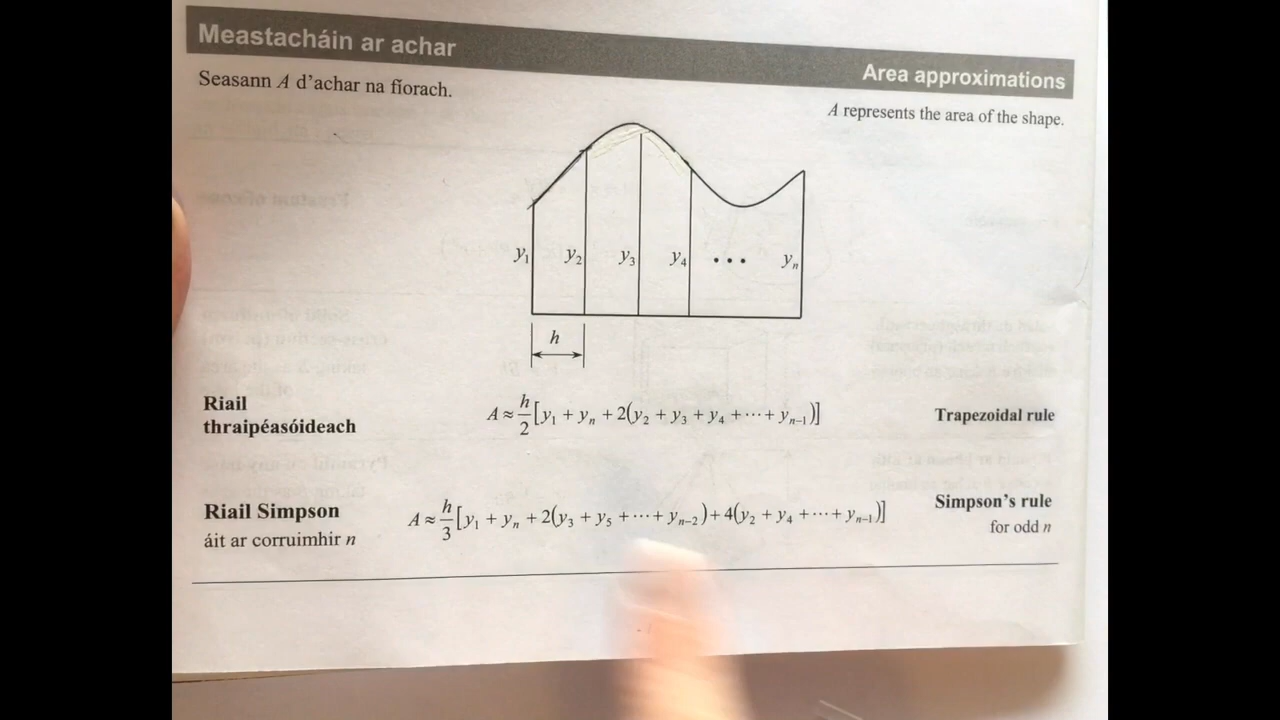 Meastacháin ar achar
Area approximations
Seasann A d'achar na fíorach.
A represents the area of the shape.
y₁ y₂ y₃ y₄ • • • yₙ
h
Riail
thraipéasóideach
A ≈ h/2 [y₁ + yₙ + 2(y₂ + y₃ + y₄ + ⋯ + yₙ₋₁)]
Trapezoidal rule
Riail Simpson
áit ar corruimhir n
A ≈ h/3 [y₁ + yₙ + 2(y₃ + y₅ + ⋯ + yₙ₋₂) + 4(y₂ + y₄ + ⋯ + yₙ₋₁)]
Simpson's rule
for odd n